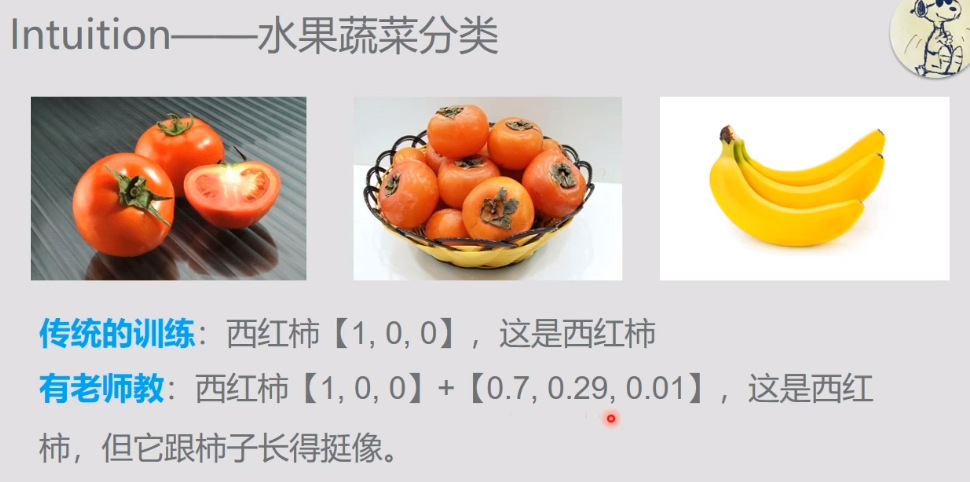 Intuition——水果蔬菜分类
传统的训练：西红柿【1, 0, 0】，这是西红柿
有老师教：西红柿【1, 0, 0】+【0.7, 0.29, 0.01】，这是西红
柿，但它跟柿子长得挺像。